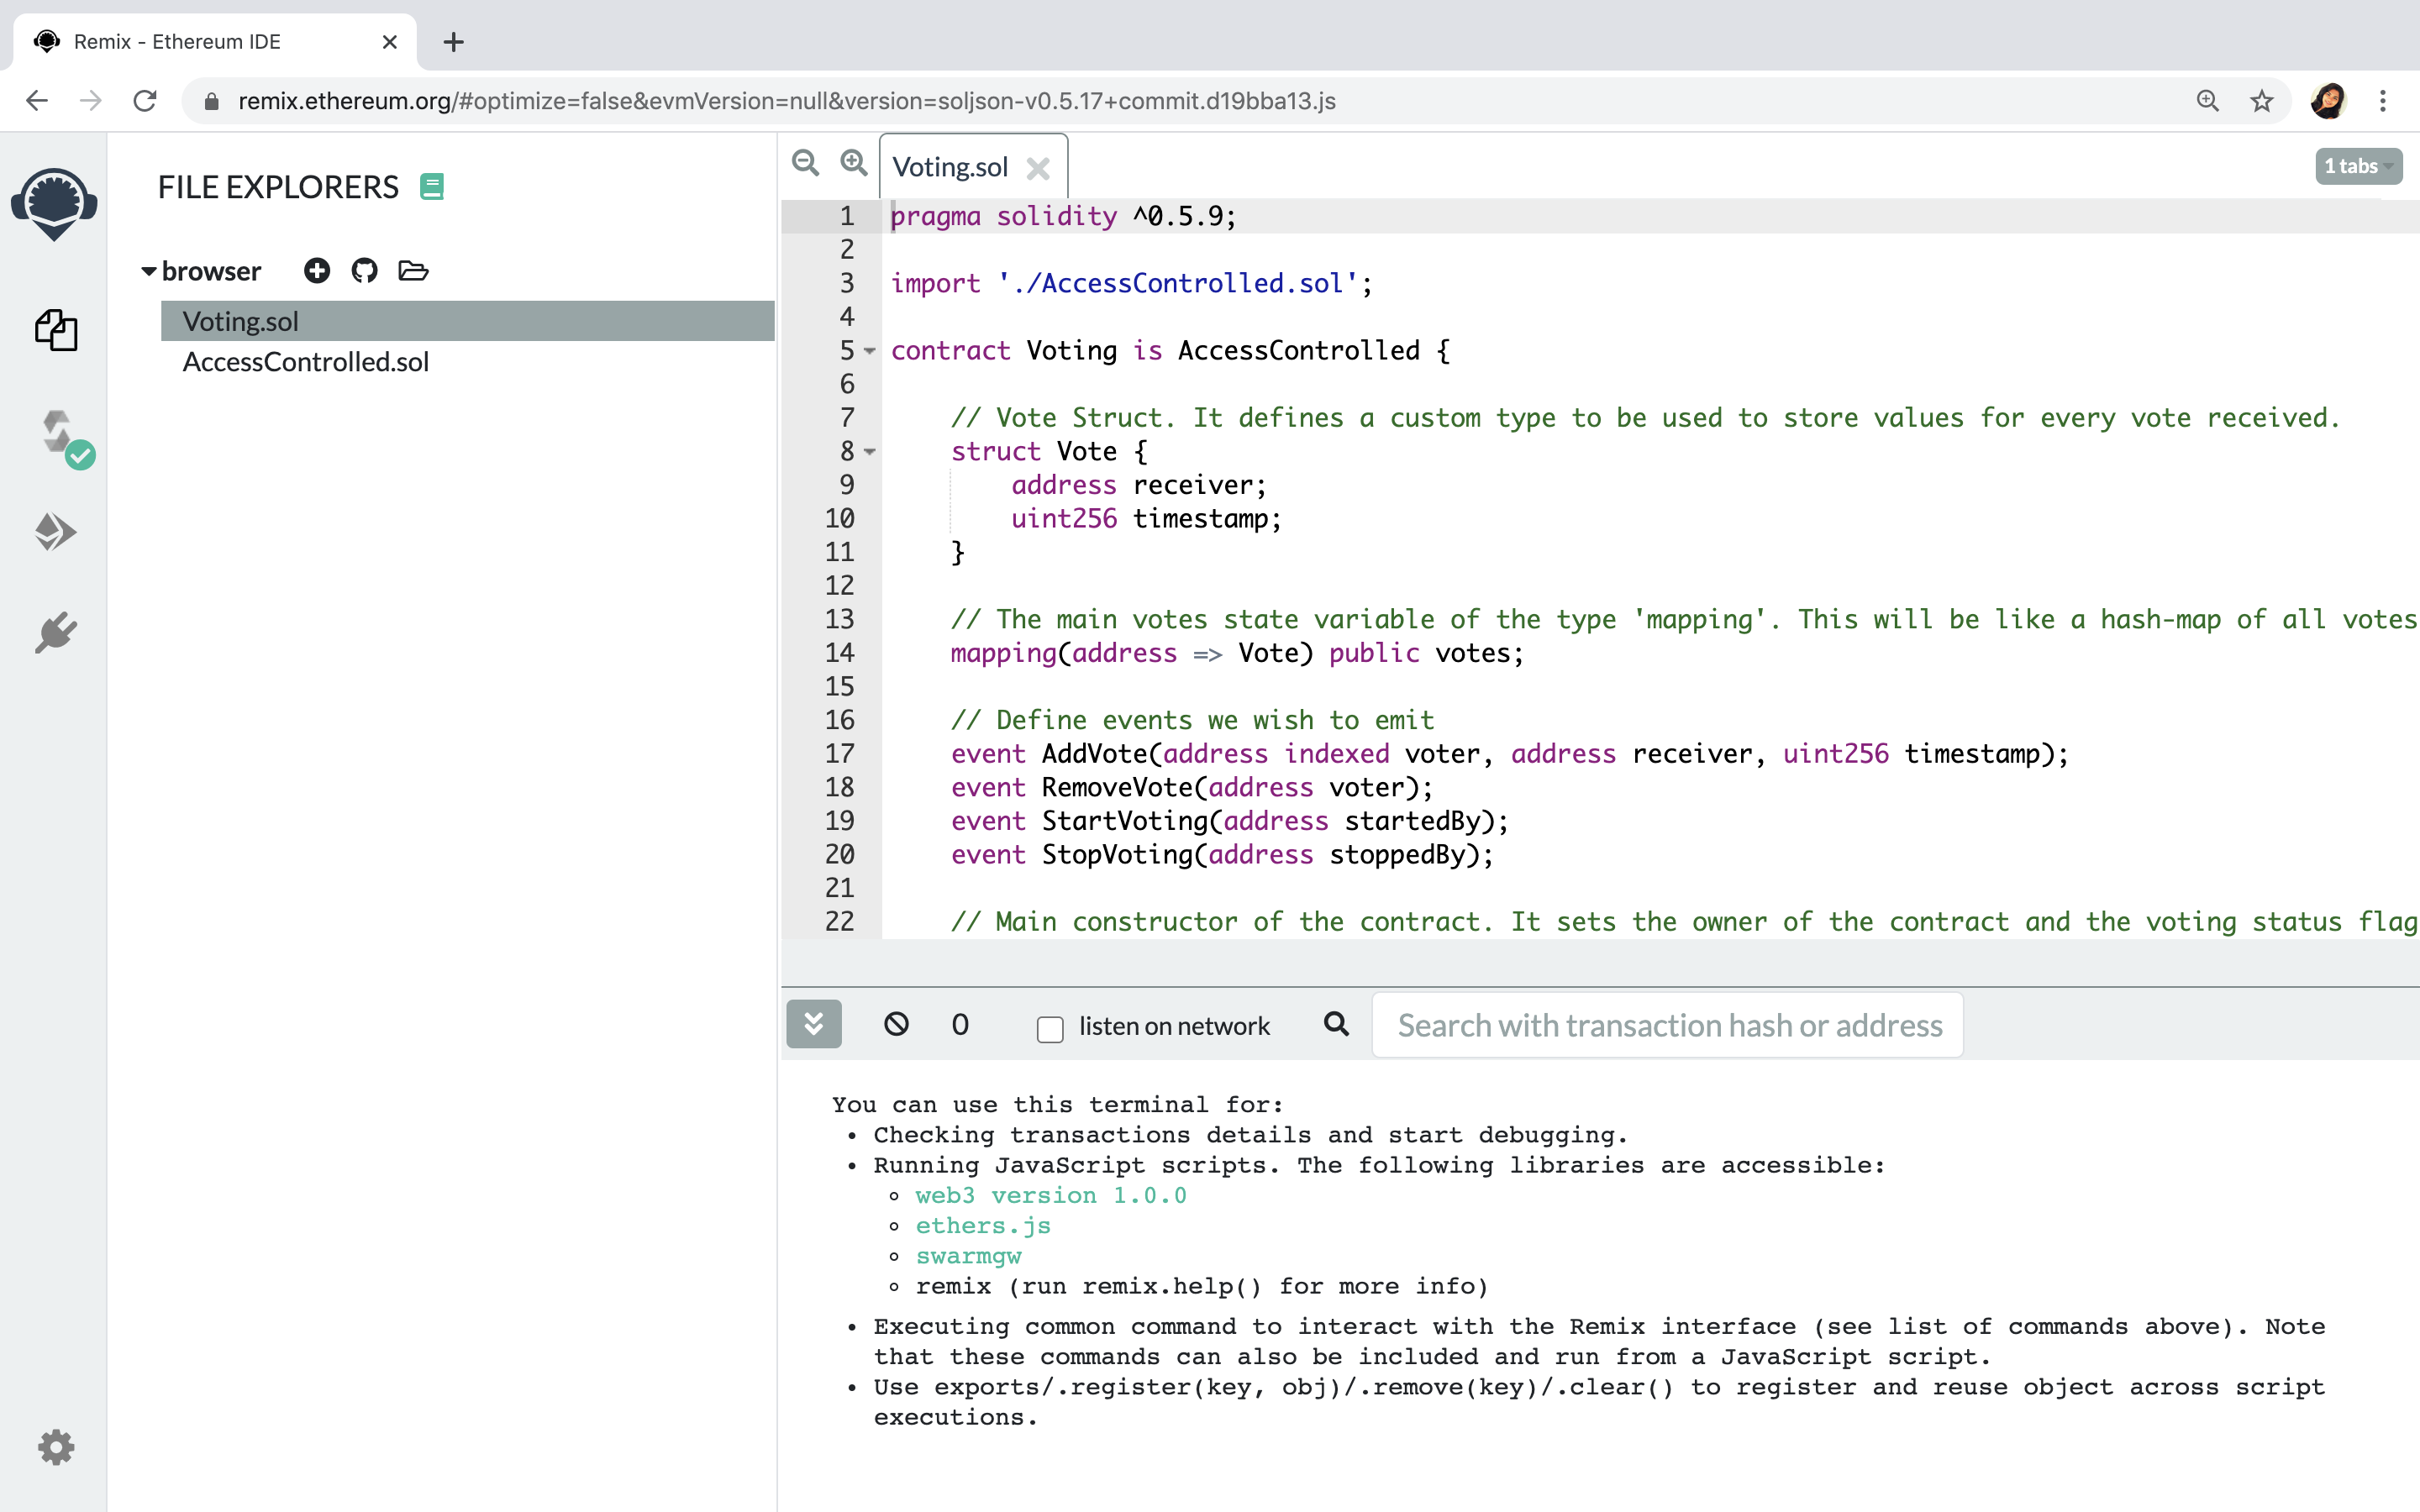 Remix - Ethereum IDE
remix.ethereum.org/#optimize=false&evmVersion=null&version=soljson-v0.5.17+commit.d19bba13.js
FILE EXPLORERS
browser
Voting.sol
AccessControlled.sol
Voting.sol
1 tabs
1 pragma solidity ^0.5.9;
2
3 import './AccessControlled.sol';
4
5 contract Voting is AccessControlled {
6
7 // Vote Struct. It defines a custom type to be used to store values for every vote received.
8 struct Vote {
9 address receiver;
10 uint256 timestamp;
11 }
12
13 // The main votes state variable of the type 'mapping'. This will be like a hash-map of all votes
14 mapping(address => Vote) public votes;
15
16 // Define events we wish to emit
17 event AddVote(address indexed voter, address receiver, uint256 timestamp);
18 event RemoveVote(address voter);
19 event StartVoting(address startedBy);
20 event StopVoting(address stoppedBy);
21
22 // Main constructor of the contract. It sets the owner of the contract and the voting status flag
0
listen on network
Search with transaction hash or address
You can use this terminal for:
• Checking transactions details and start debugging.
• Running JavaScript scripts. The following libraries are accessible:
◦ web3 version 1.0.0
◦ ethers.js
◦ swarmgw
◦ remix (run remix.help() for more info)
• Executing common command to interact with the Remix interface (see list of commands above). Note
that these commands can also be included and run from a JavaScript script.
• Use exports/.register(key, obj)/.remove(key)/.clear() to register and reuse object across script
executions.